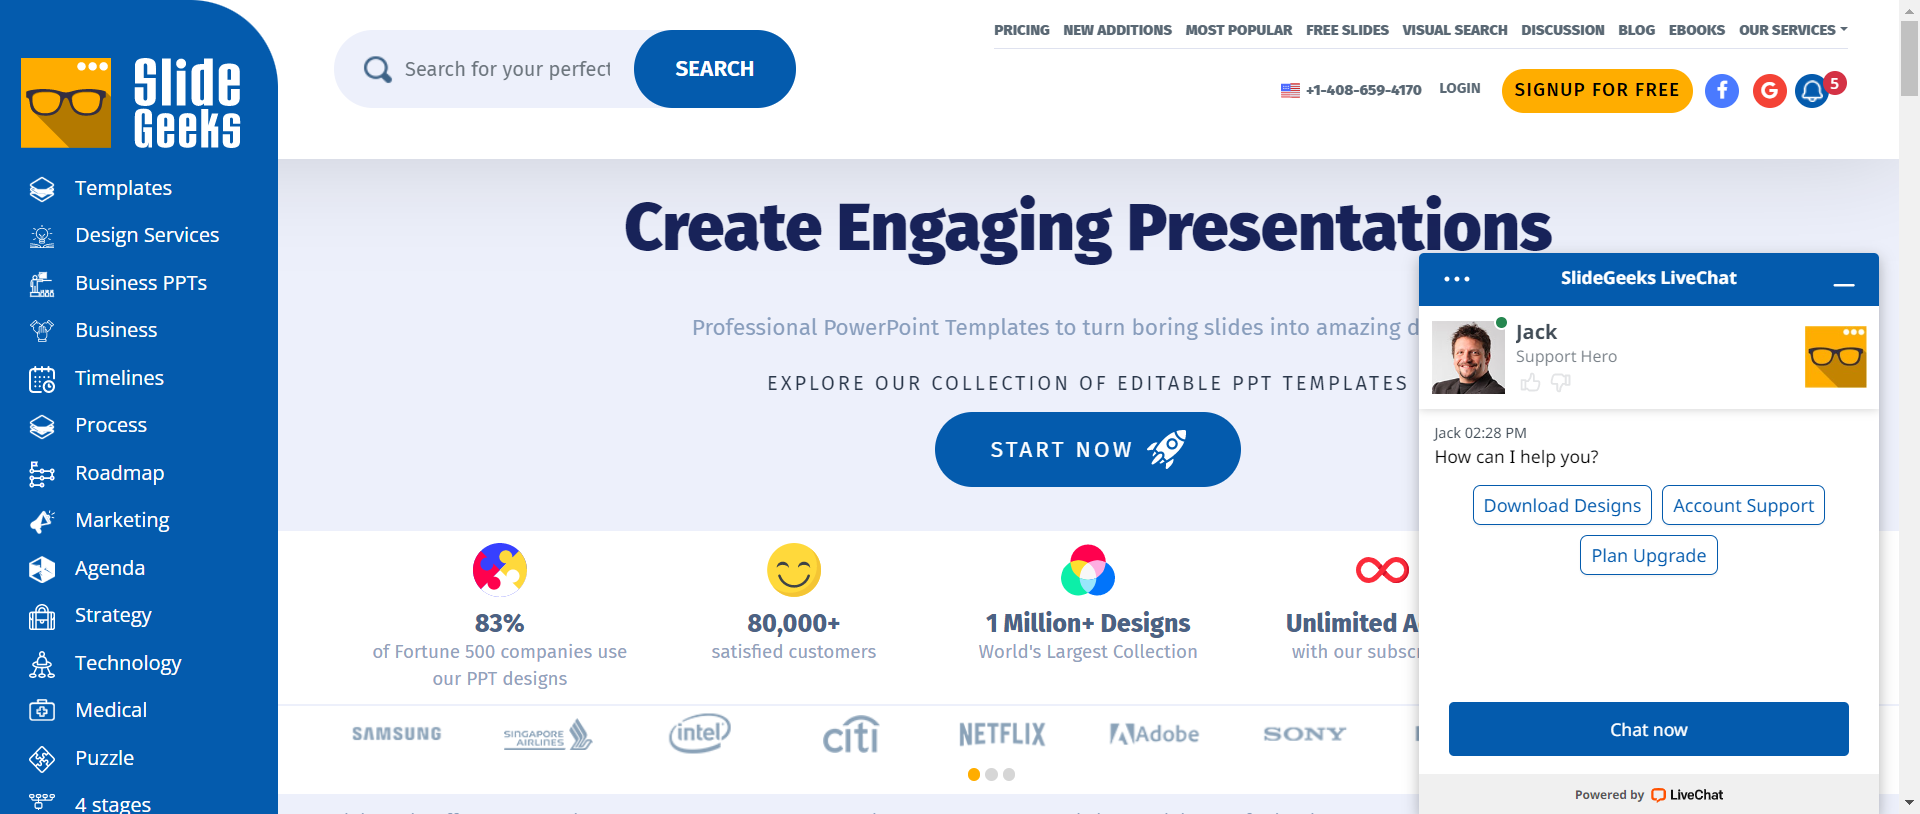 Slide
Geeks
Templates
Design Services
Business PPTs
Business
Timelines
Process
Roadmap
Marketing
Agenda
Strategy
Technology
Medical
Puzzle
4 stages
Search for your perfect
SEARCH
PRICING NEW ADDITIONS MOST POPULAR FREE SLIDES VISUAL SEARCH DISCUSSION BLOG EBOOKS OUR SERVICES
+1-408-659-4170 LOGIN SIGNUP FOR FREE 5
Create Engaging Presentations
Professional PowerPoint Templates to turn boring slides into amazing
EXPLORE OUR COLLECTION OF EDITABLE PPT TEMPLATES
START NOW
83%
of Fortune 500 companies use
our PPT designs
80,000+
satisfied customers
1 Million+ Designs
World's Largest Collection
Unlimited
with our
SAMSUNG
SINGAPORE
AIRLINES
intel
citi
NETFLIX
Adobe
SONY
SlideGeeks LiveChat
Jack
Support Hero
Jack 02:28 PM
How can I help you?
Download Designs
Account Support
Plan Upgrade
Chat now
Powered by LiveChat